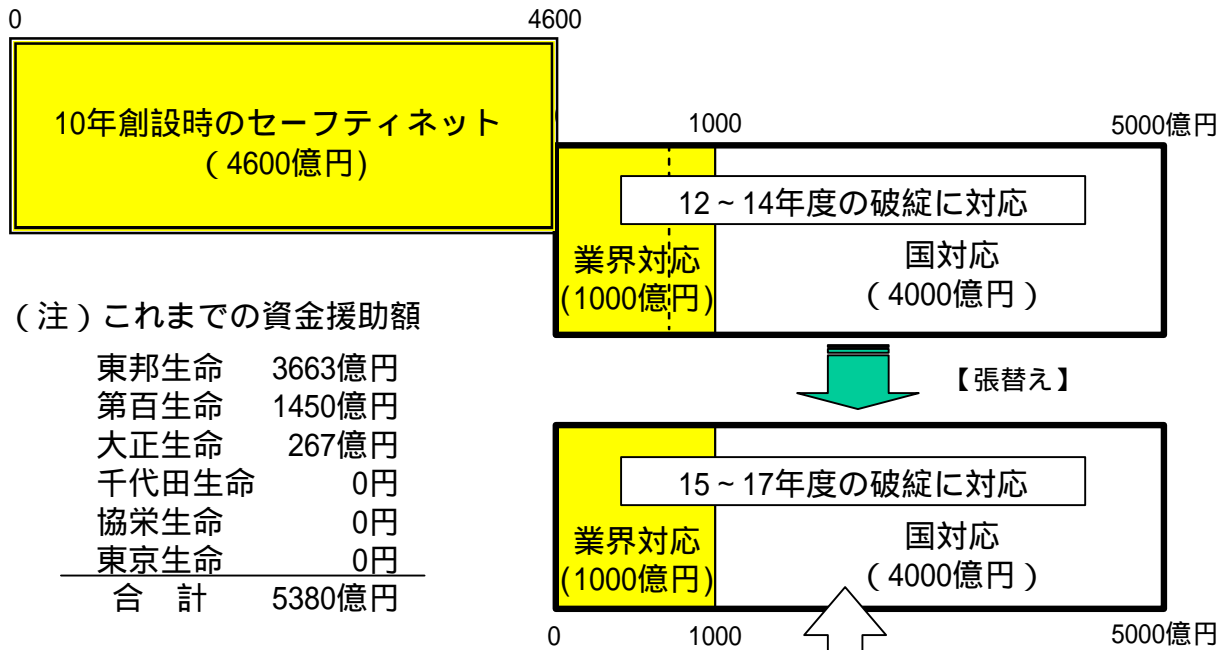 0 4600
10年創設時のセーフティネット
(4600億円)
0 1000 5000億円
12~14年度の破綻に対応
業界対応
(1000億円)
国対応
(4000億円)
(注)これまでの資金援助額
東邦生命 3663億円
第百生命 1450億円
大正生命 267億円
千代田生命 0円
協栄生命 0円
東京生命 0円
合 計 5380億円
【張替え】
15~17年度の破綻に対応
業界対応
(1000億円)
国対応
(4000億円)
0 1000 5000億円